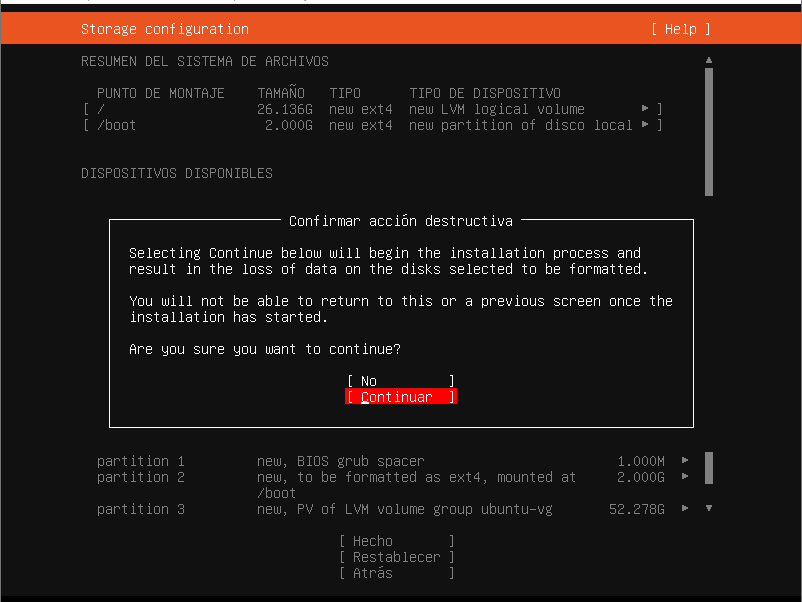 Storage configuration [ Help ]
RESUMEN DEL SISTEMA DE ARCHIVOS ▲
PUNTO DE MONTAJE TAMAÑO TIPO TIPO DE DISPOSITIVO
[ / 26.136G new ext4 new LVM logical volume ▸ ]
[ /boot 2.000G new ext4 new partition of disco local ▸ ]
DISPOSITIVOS DISPONIBLES
Confirmar acción destructiva
Selecting Continue below will begin the installation process and
result in the loss of data on the disks selected to be formatted.
You will not be able to return to this or a previous screen once the
installation has started.
Are you sure you want to continue?
[ No ]
[ Continuar ]
partition 1 new, BIOS grub spacer 1.000M ▸
partition 2 new, to be formatted as ext4, mounted at 2.000G ▸
/boot
partition 3 new, PV of LVM volume group ubuntu-vg 52.278G ▸ ▼
[ Hecho ]
[ Restablecer ]
[ Atrás ]